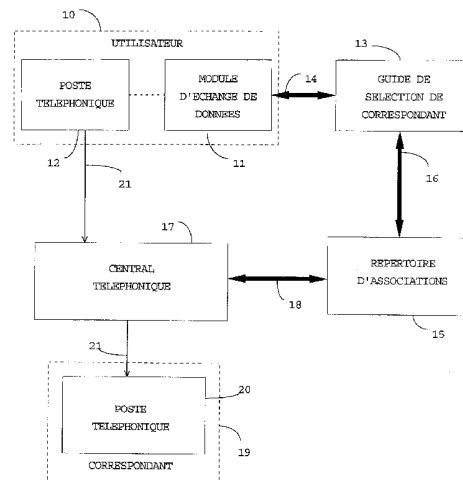 10
UTILISATEUR
13
POSTE
TELEPHONIQUE
MODULE
D'ECHANGE DE
DONNEES
14
GUIDE DE
SELECTION DE
CORRESPONDANT
12
11
21
16
17
CENTRAL
TELEPHONIQUE
18
REPERTOIRE
D'ASSOCIATIONS
15
21
20
POSTE
TELEPHONIQUE
19
CORRESPONDANT